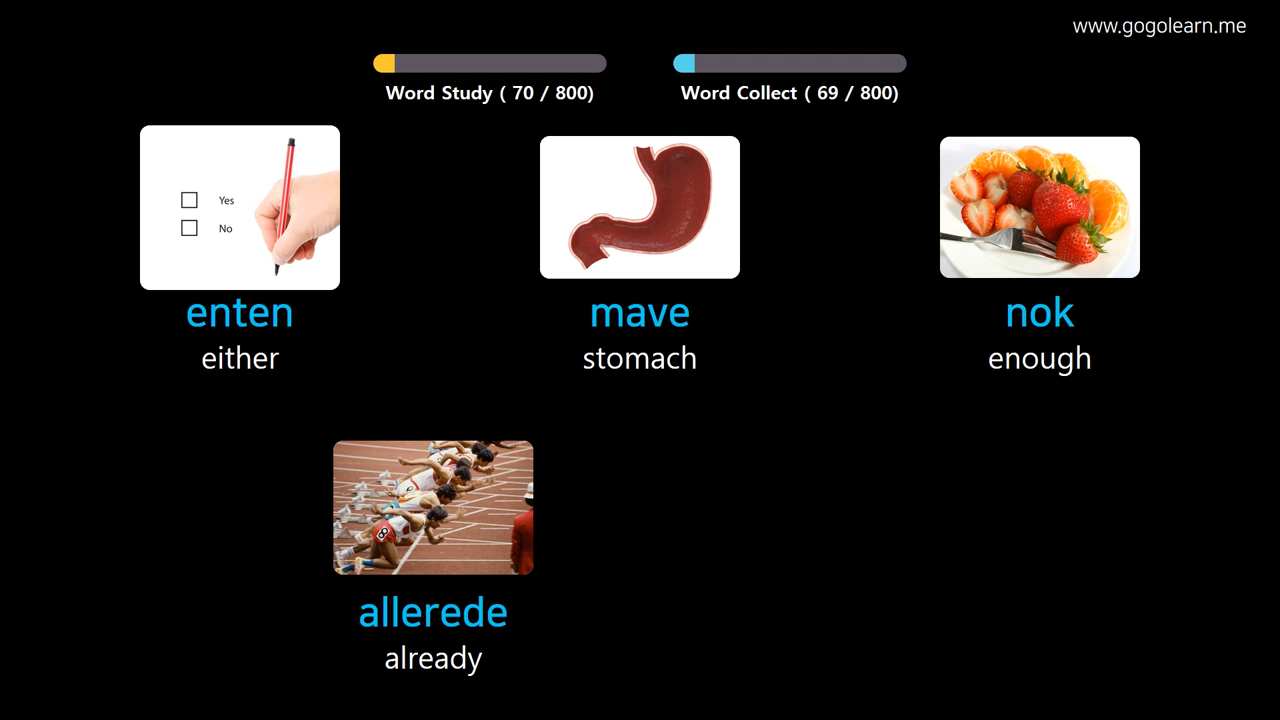 www.gogolearn.me
Word Study ( 70 / 800)
Word Collect ( 69 / 800)
Yes
No
enten
either
mave
stomach
nok
enough
8
allerede
already